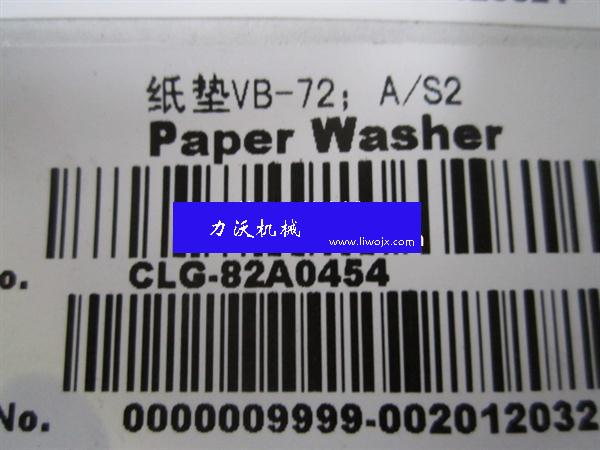 纸垫VB-72; A/S2
Paper Washer
力沃机械
www.liwojx.com
o. CLG-82A0454
No. 0000009999-002012032